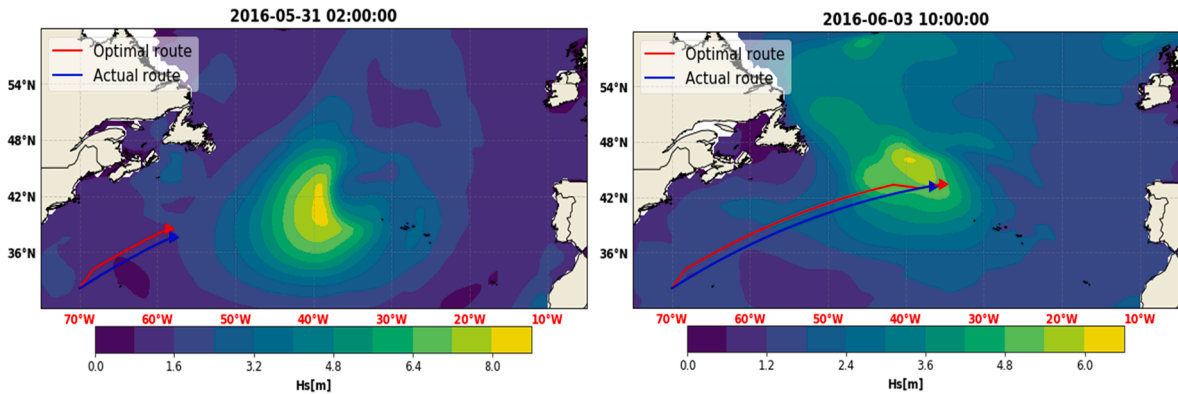 2016-05-31 02:00:00
Optimal route
Actual route
54°N
48°N
42°N
36°N
70°W 60°W 50°W 40°W 30°W 20°W 10°W
0.0 1.6 3.2 4.8 6.4 8.0
Hs[m]
2016-06-03 10:00:00
Optimal route
Actual route
54°N
48°N
42°N
36°N
70°W 60°W 50°W 40°W 30°W 20°W 10°W
0.0 1.2 2.4 3.6 4.8 6.0
Hs[m]